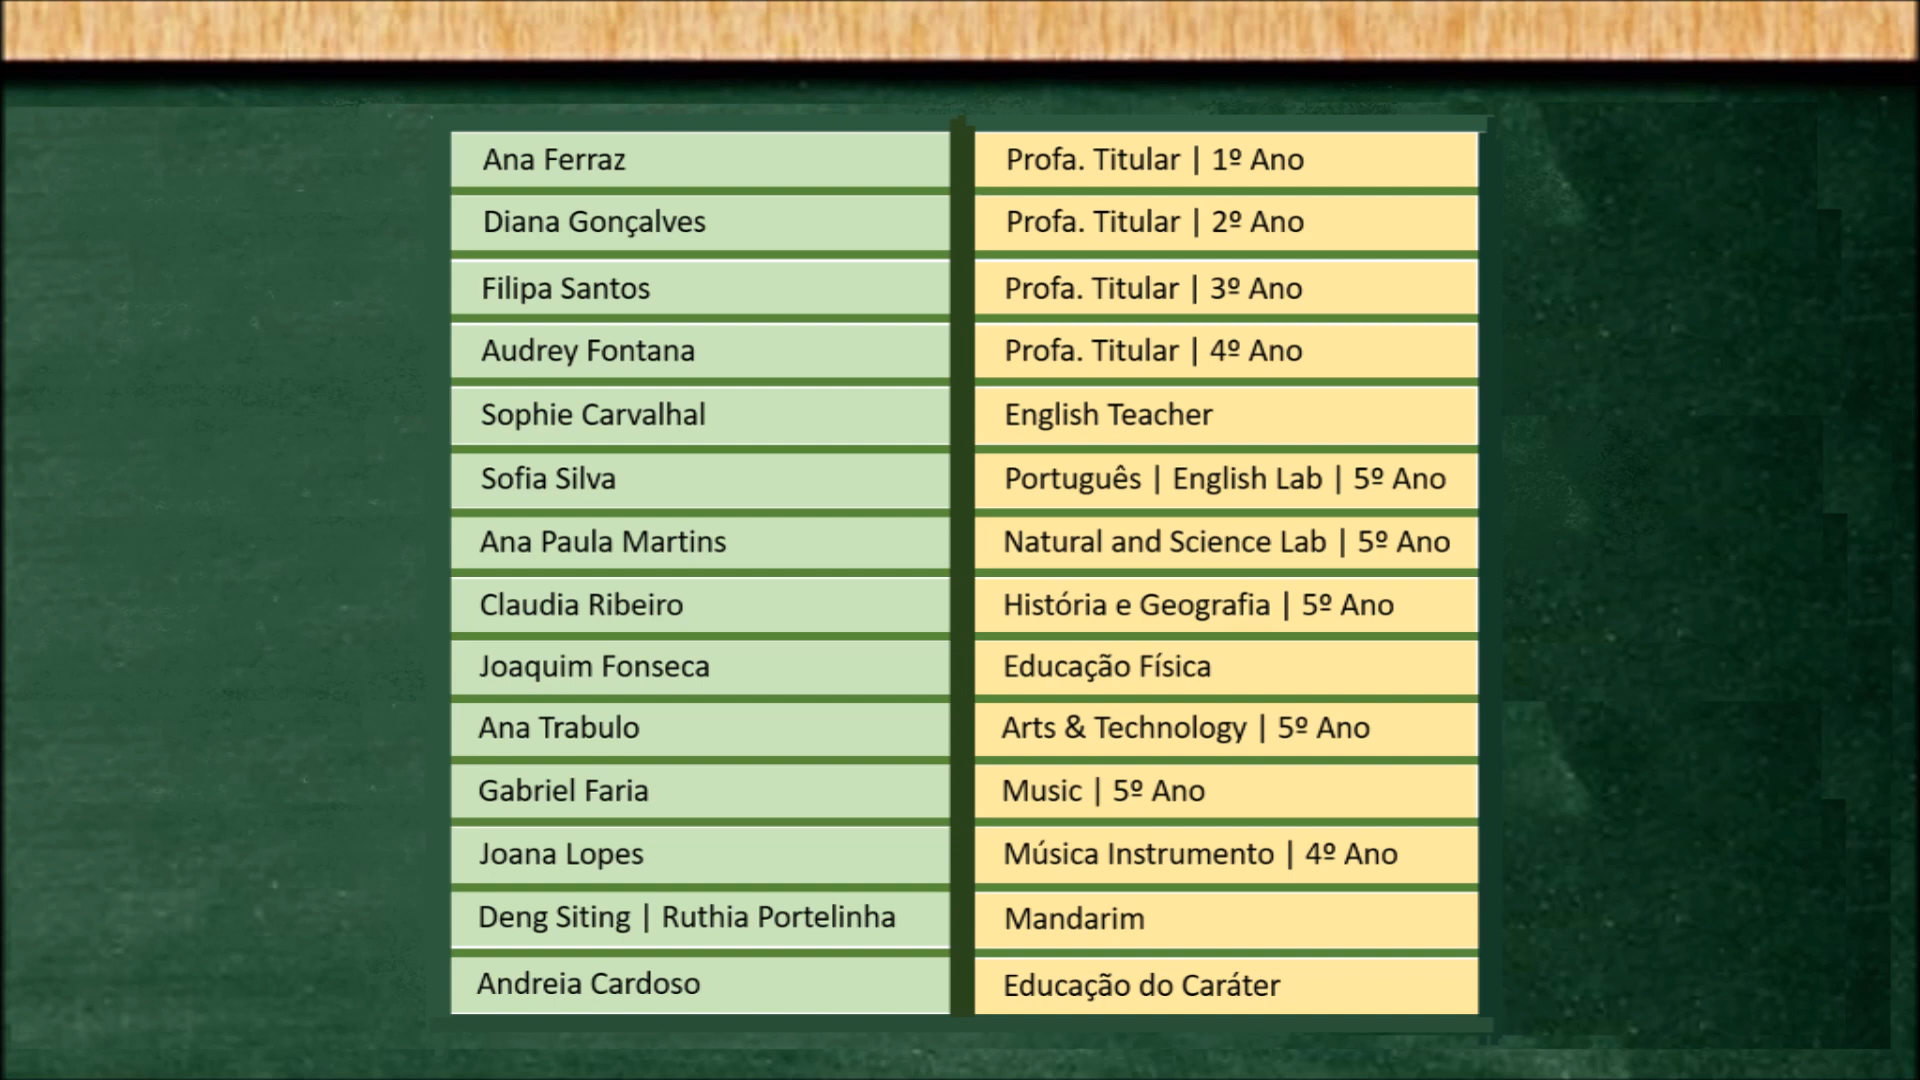 Ana Ferraz Profa. Titular | 1º Ano
Diana Gonçalves Profa. Titular | 2º Ano
Filipa Santos Profa. Titular | 3º Ano
Audrey Fontana Profa. Titular | 4º Ano
Sophie Carvalhal English Teacher
Sofia Silva Português | English Lab | 5º Ano
Ana Paula Martins Natural and Science Lab | 5º Ano
Claudia Ribeiro História e Geografia | 5º Ano
Joaquim Fonseca Educação Física
Ana Trabulo Arts & Technology | 5º Ano
Gabriel Faria Music | 5º Ano
Joana Lopes Música Instrumento | 4º Ano
Deng Siting | Ruthia Portelinha Mandarim
Andreia Cardoso Educação do Caráter